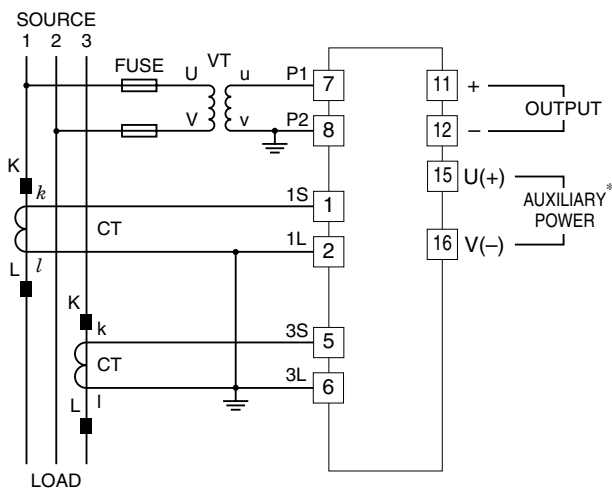 SOURCE
1 2 3
FUSE
VT
U u P1 7
V v P2 8
11 +
12 –
OUTPUT
15 U(+)
16 V(–)
AUXILIARY*
POWER
K
k
1S 1
CT
1L 2
L l
K
k
3S 5
CT
3L 6
L l
LOAD